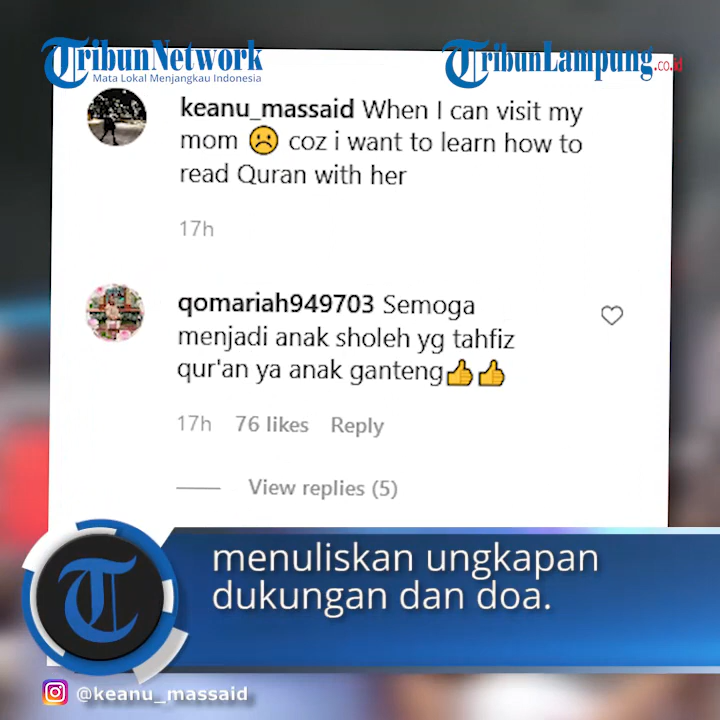 TribunNetwork
Mata Lokal Menjangkau Indonesia
TribunLampung.co.id
keanu_massaid When I can visit my
mom ☹️ coz i want to learn how to
read Quran with her
17h
qomariah949703 Semoga
menjadi anak sholeh yg tahfiz
qur'an ya anak ganteng👍👍
17h 76 likes Reply
View replies (5)
T
menuliskan ungkapan
dukungan dan doa.
@keanu_massaid